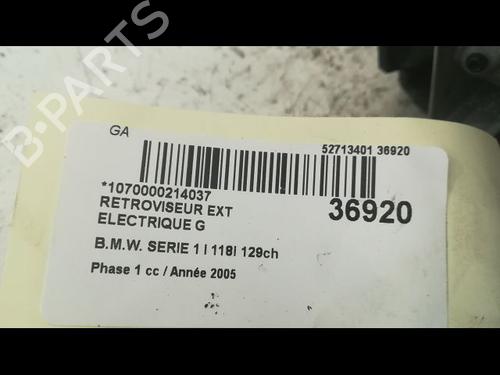 B-PARTS
GA
52713401 36920
*1070000214037
RETROVISEUR EXT
ELECTRIQUE G
36920
B.M.W. SERIE 1 I 118I 129ch
Phase 1 cc / Année 2005